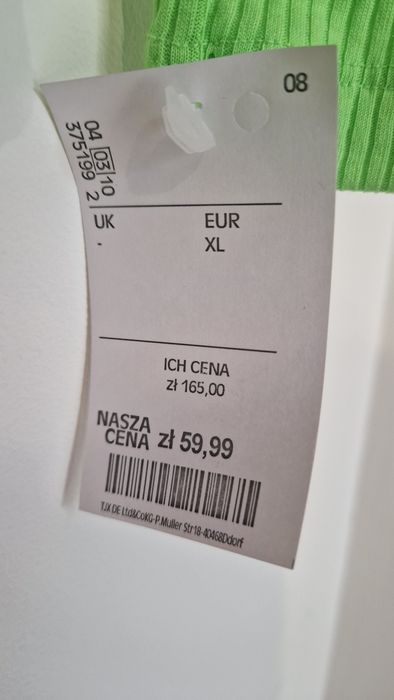 08
04 03 10
375199 2
UK EUR
- XL
ICH CENA
zł 165,00
NASZA
CENA zł 59,99
TJX DE Ltd&CoKG-P.Müller Str18-40468Ddorf